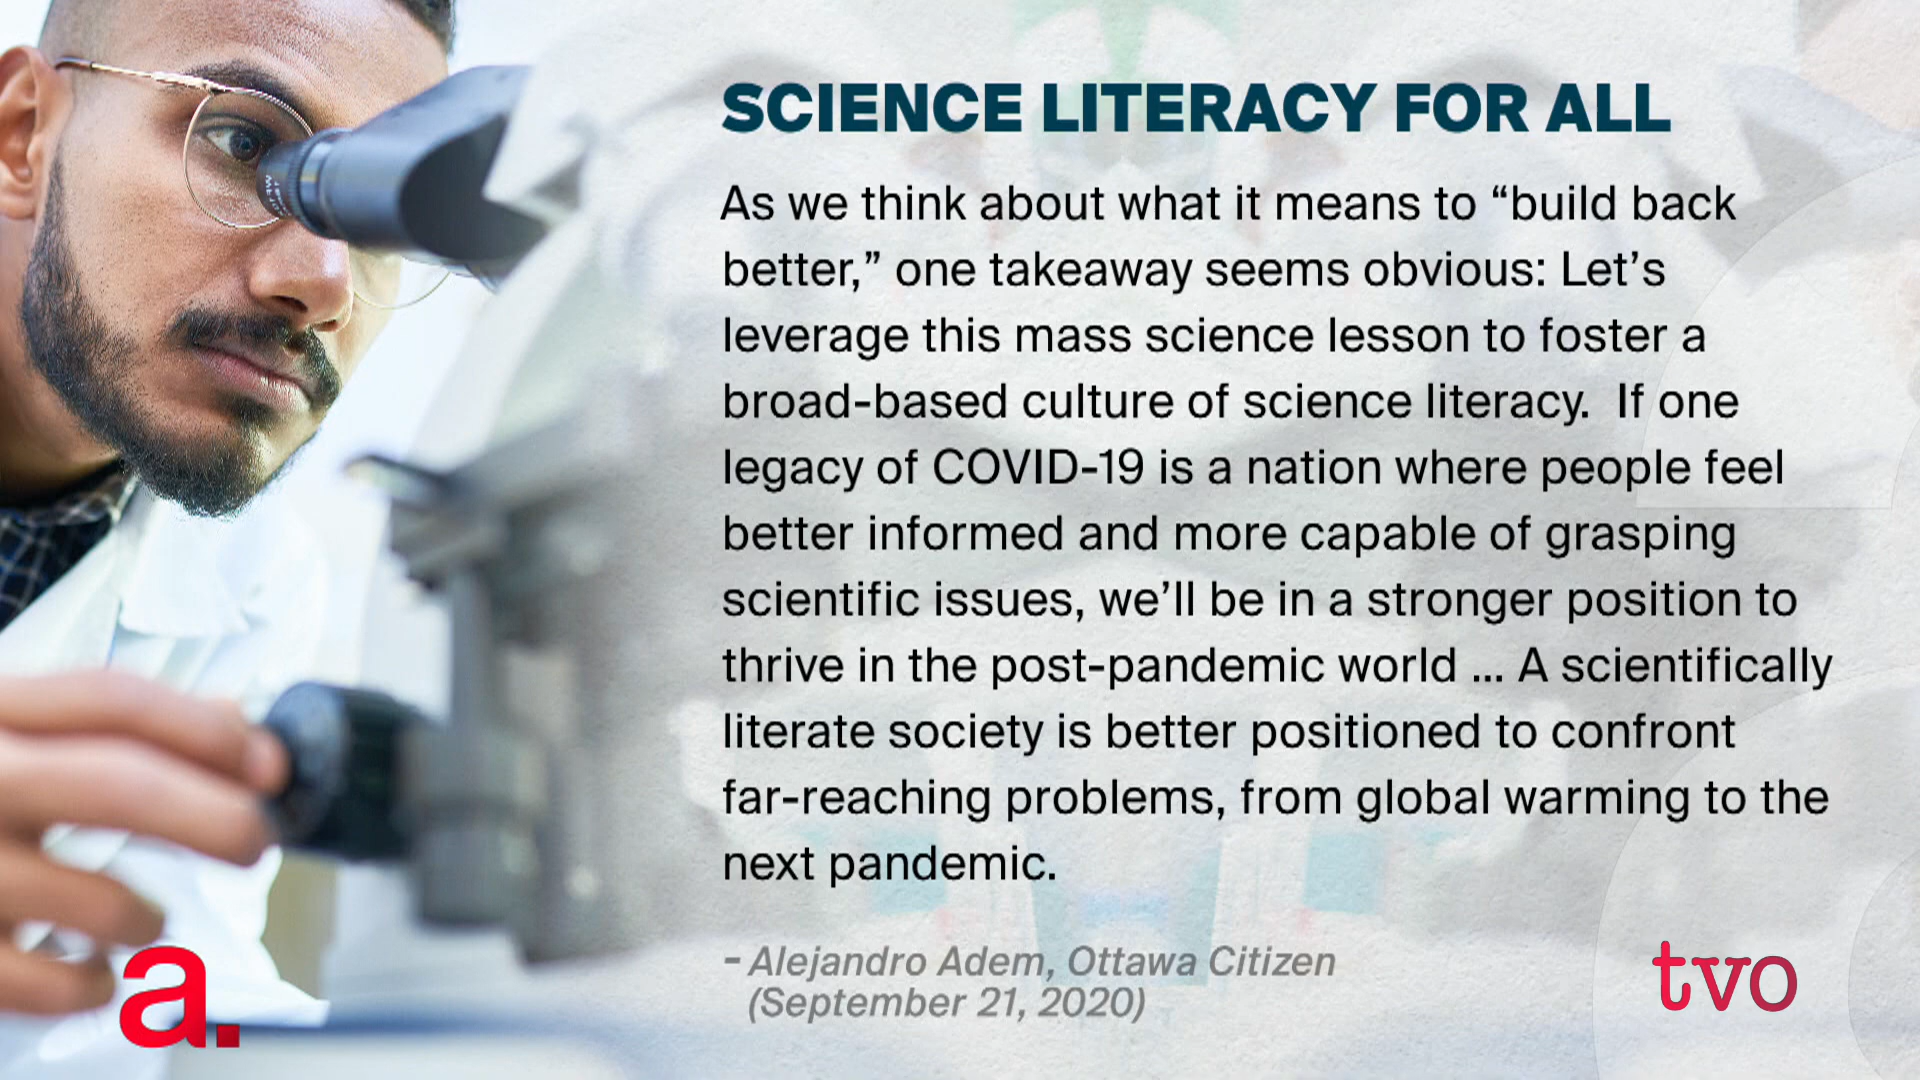 SCIENCE LITERACY FOR ALL
As we think about what it means to “build back
better,” one takeaway seems obvious: Let’s
leverage this mass science lesson to foster a
broad-based culture of science literacy.  If one
legacy of COVID-19 is a nation where people feel
better informed and more capable of grasping
scientific issues, we’ll be in a stronger position to
thrive in the post-pandemic world ... A scientifically
literate society is better positioned to confront
far-reaching problems, from global warming to the
next pandemic.
- Alejandro Adem, Ottawa Citizen
(September 21, 2020)
a.
tvo